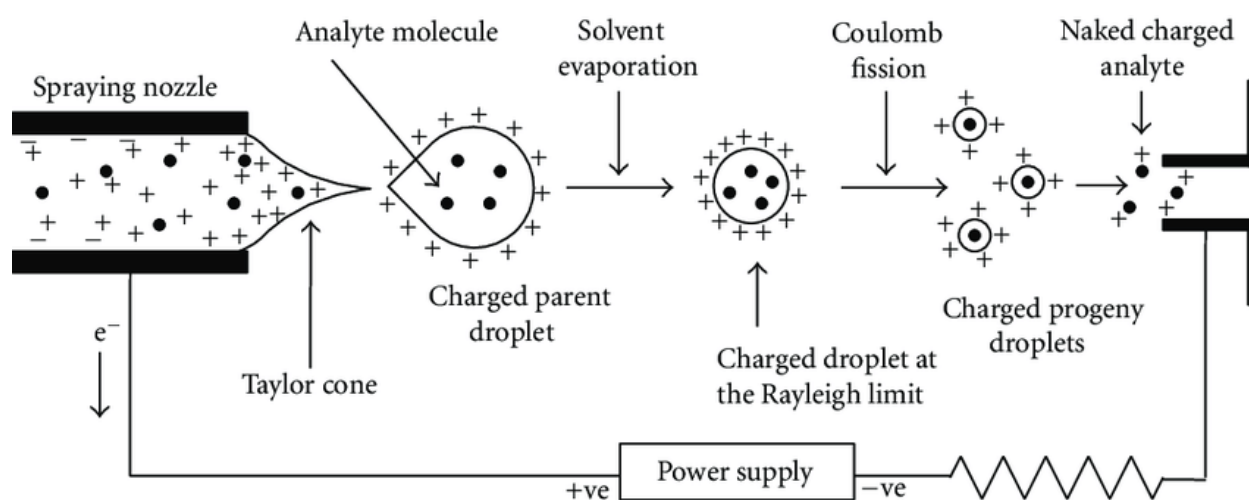 Spraying nozzle
Analyte molecule
Solvent
evaporation
Coulomb
fission
Naked charged
analyte
Charged parent
droplet
Taylor cone
e⁻
Charged droplet at
the Rayleigh limit
Charged progeny
droplets
+ve
Power supply
−ve